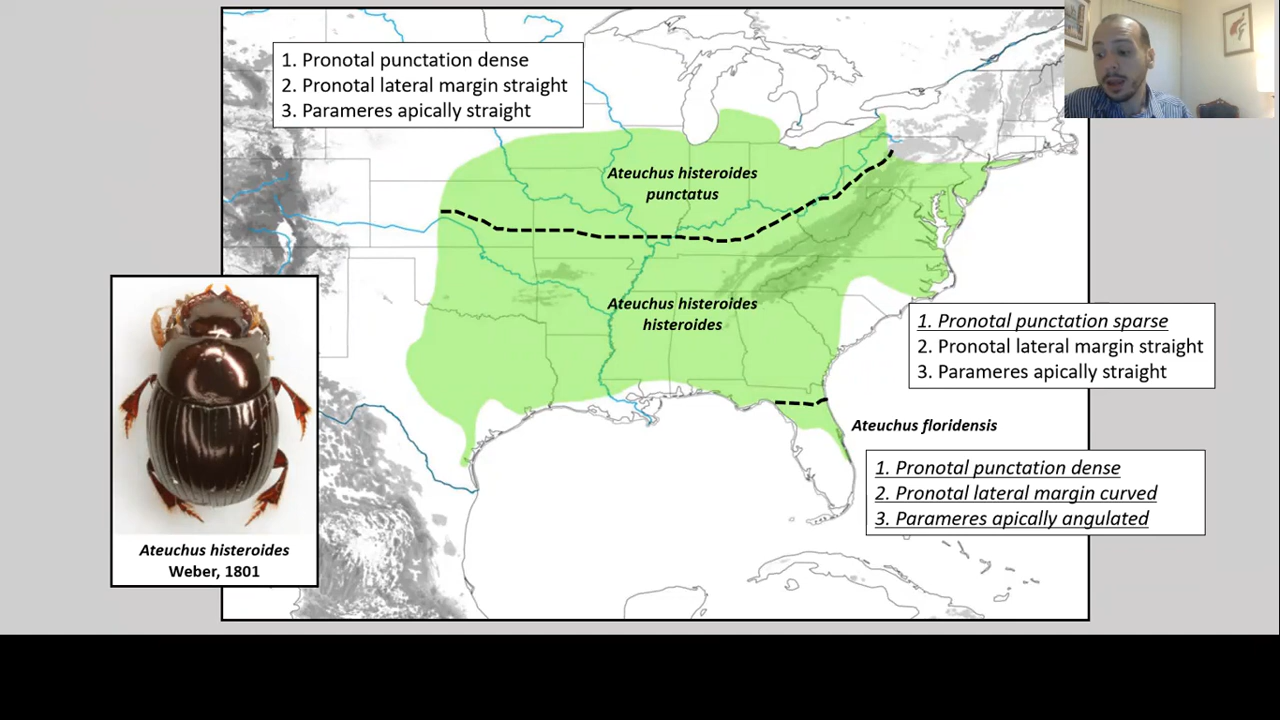 1. Pronotal punctation dense
2. Pronotal lateral margin straight
3. Parameres apically straight
Ateuchus histeroides
punctatus
Ateuchus histeroides
histeroides
1. Pronotal punctation sparse
2. Pronotal lateral margin straight
3. Parameres apically straight
Ateuchus floridensis
1. Pronotal punctation dense
2. Pronotal lateral margin curved
3. Parameres apically angulated
Ateuchus histeroides
Weber, 1801